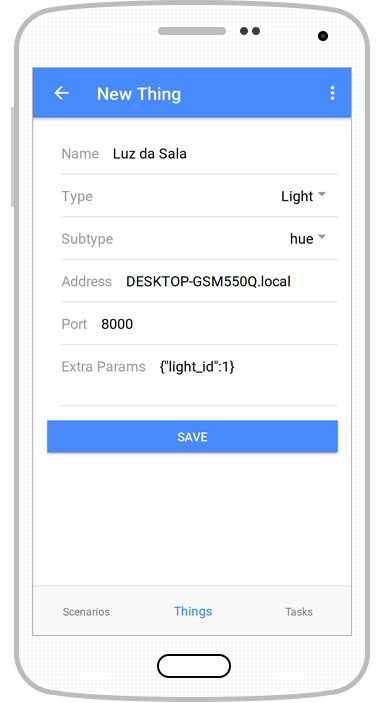 New Thing
Name Luz da Sala
Type Light
Subtype hue
Address DESKTOP-GSM550Q.local
Port 8000
Extra Params {"light_id":1}
SAVE
Scenarios Things Tasks